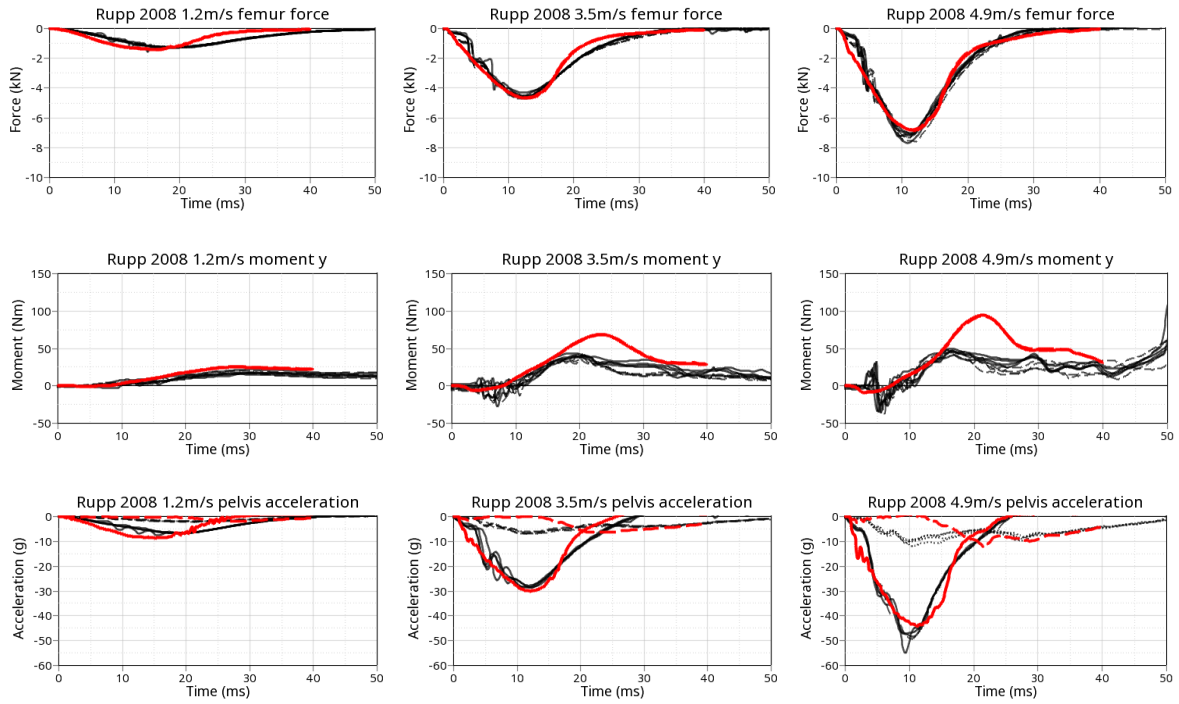 Rupp 2008 1.2m/s femur force
Rupp 2008 3.5m/s femur force
Rupp 2008 4.9m/s femur force
Force (kN)
0
-2
-4
-6
-8
-10
0 10 20 30 40 50
Time (ms)
Force (kN)
0
-2
-4
-6
-8
-10
0 10 20 30 40 50
Time (ms)
Force (kN)
0
-2
-4
-6
-8
-10
0 10 20 30 40 50
Time (ms)
Rupp 2008 1.2m/s moment y
Rupp 2008 3.5m/s moment y
Rupp 2008 4.9m/s moment y
Moment (Nm)
150
100
50
0
-50
0 10 20 30 40 50
Time (ms)
Moment (Nm)
150
100
50
0
-50
0 10 20 30 40 50
Time (ms)
Moment (Nm)
150
100
50
0
-50
0 10 20 30 40 50
Time (ms)
Rupp 2008 1.2m/s pelvis acceleration
Rupp 2008 3.5m/s pelvis acceleration
Rupp 2008 4.9m/s pelvis acceleration
Acceleration (g)
0
-10
-20
-30
-40
-50
-60
0 10 20 30 40 50
Time (ms)
Acceleration (g)
0
-10
-20
-30
-40
-50
-60
0 10 20 30 40 50
Time (ms)
Acceleration (g)
0
-10
-20
-30
-40
-50
-60
0 10 20 30 40 50
Time (ms)